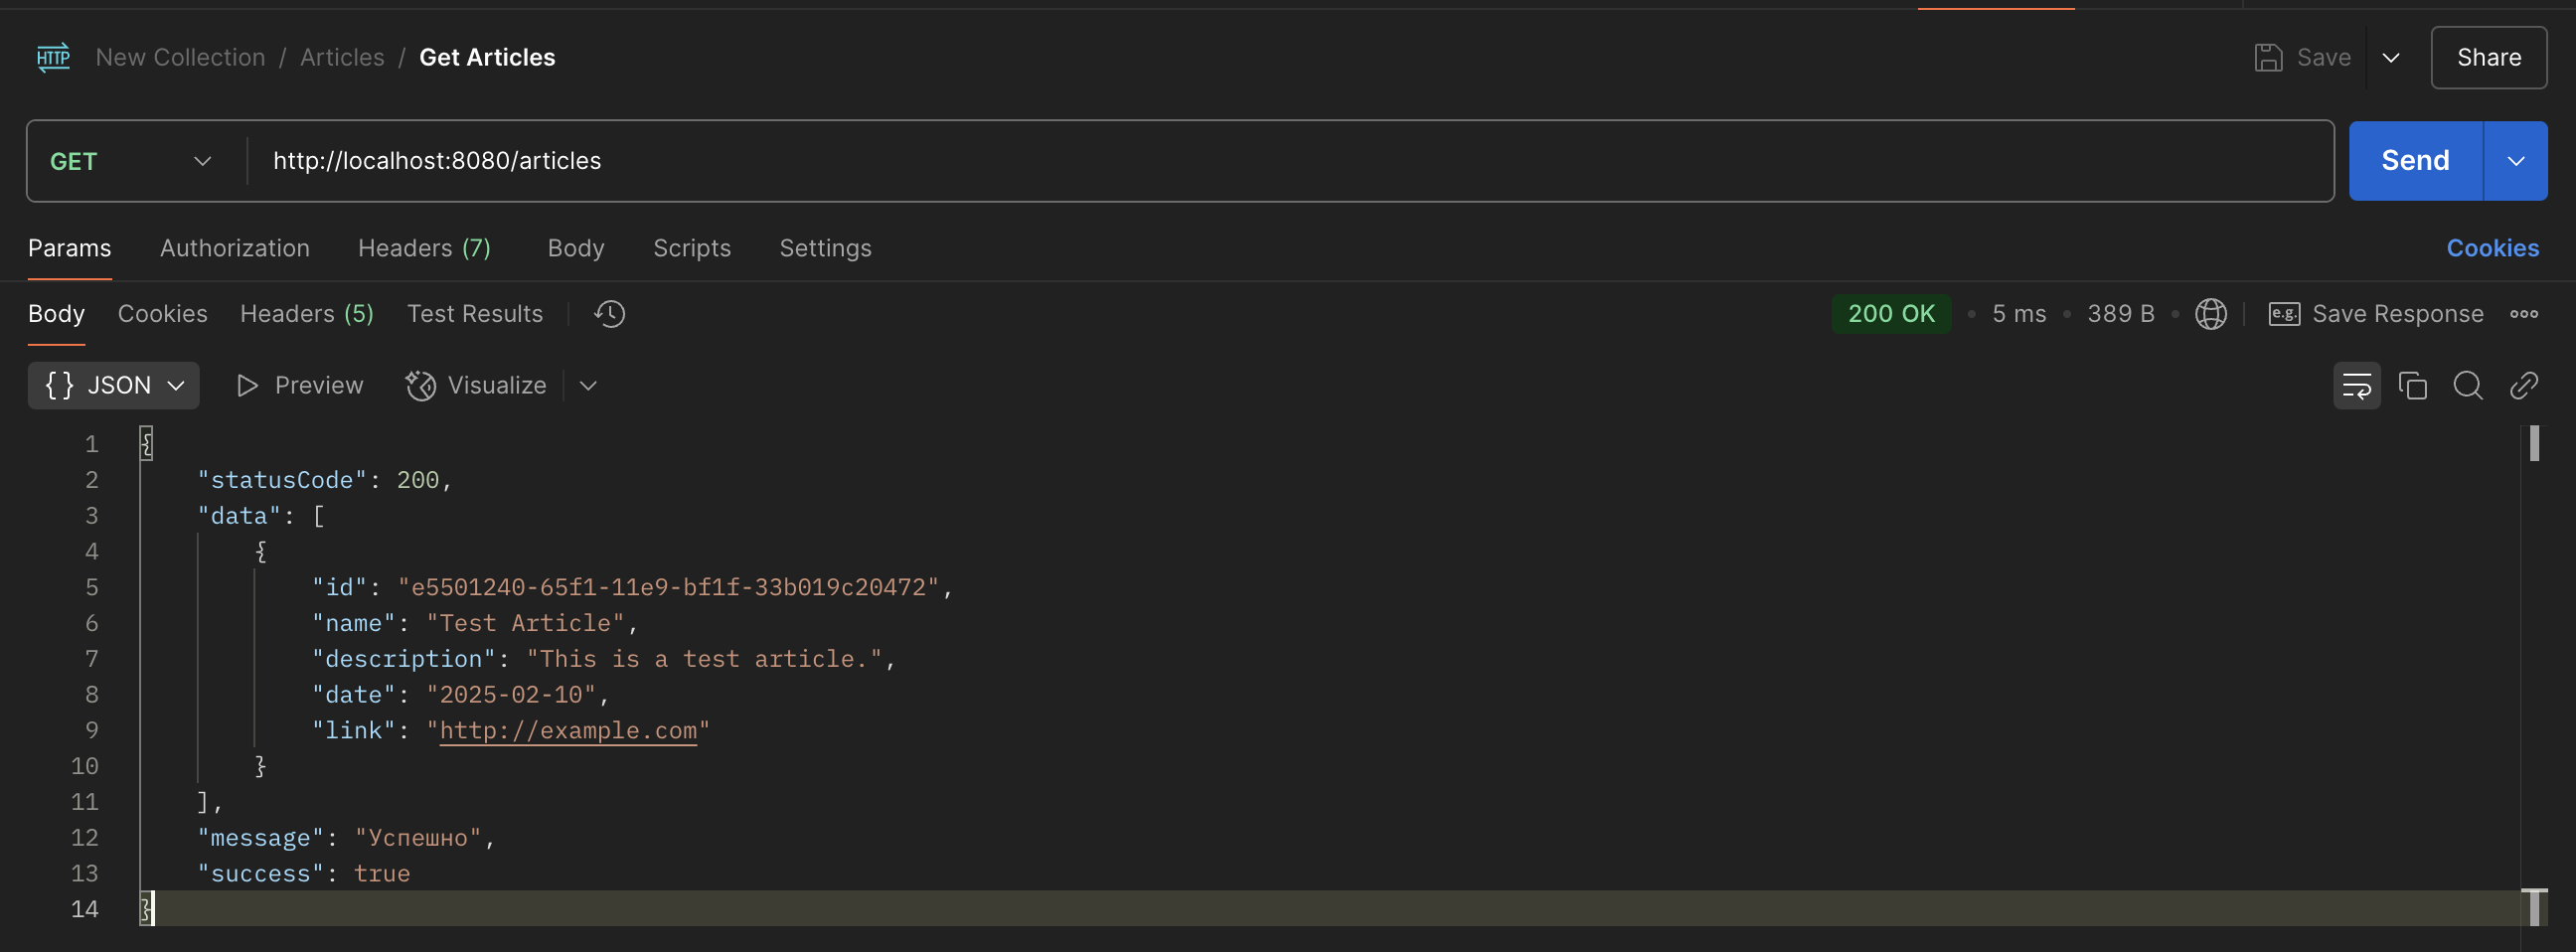 HTTP New Collection / Articles / Get Articles Save Share
GET http://localhost:8080/articles Send
Params Authorization Headers (7) Body Scripts Settings Cookies
Body Cookies Headers (5) Test Results 200 OK • 5 ms • 389 B • e.g. Save Response
{} JSON Preview Visualize
1 {
2 "statusCode": 200,
3 "data": [
4 {
5 "id": "e5501240-65f1-11e9-bf1f-33b019c20472",
6 "name": "Test Article",
7 "description": "This is a test article.",
8 "date": "2025-02-10",
9 "link": "http://example.com"
10 }
11 ],
12 "message": "Успешно",
13 "success": true
14 }